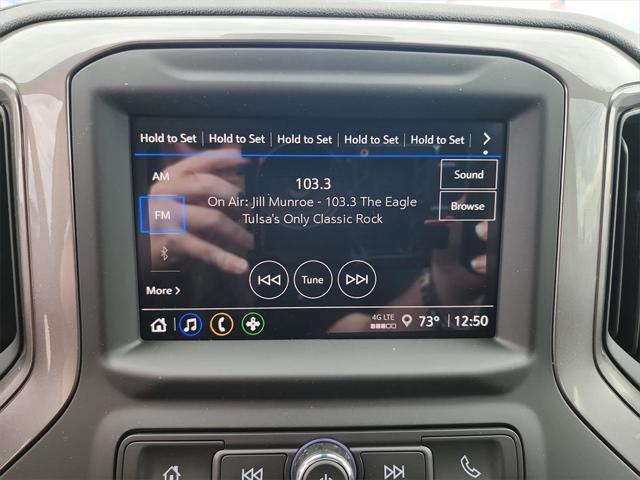 Hold to Set Hold to Set Hold to Set Hold to Set Hold to Set
AM
103.3
Sound
On Air: Jill Munroe - 103.3 The Eagle
Browse
FM
Tulsa's Only Classic Rock
Tune
More
4G LTE
73° 12:50